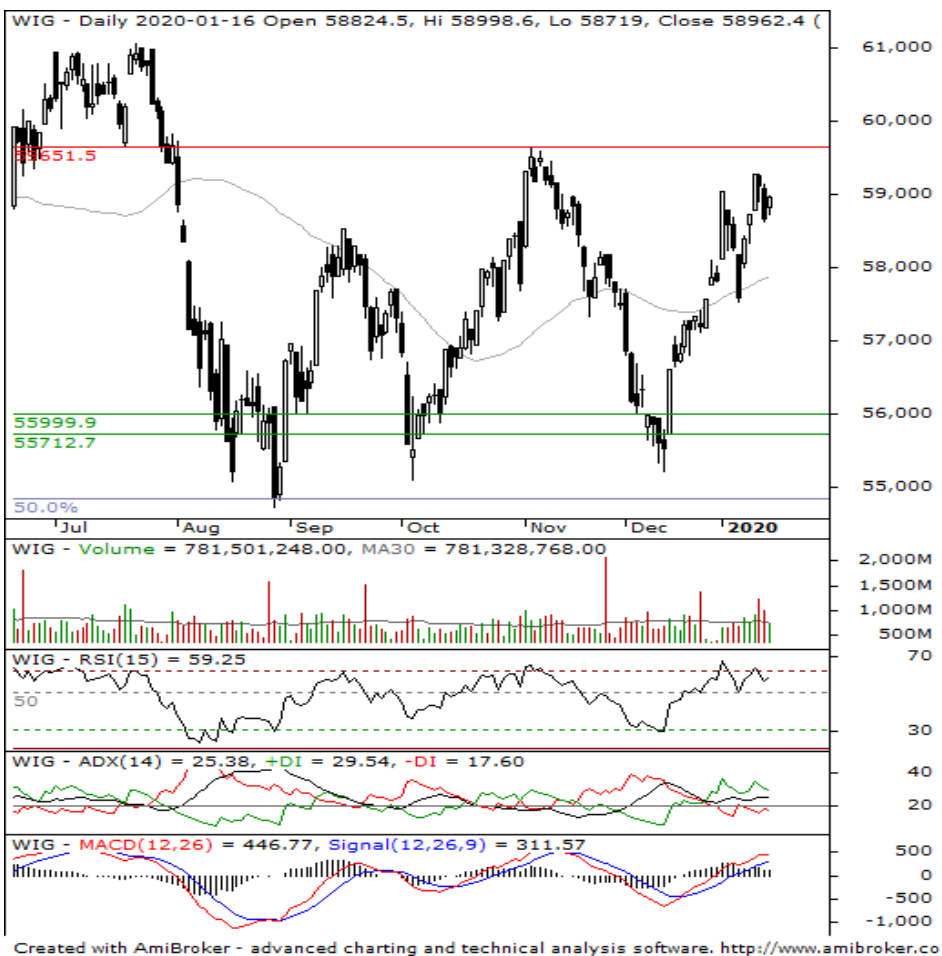 WIG - Daily 2020-01-16 Open 58824.5, Hi 58998.6, Lo 58719, Close 58962.4 (
61,000
60,000
59651.5
59,000
58,000
57,000
56,000
55999.9
55712.7
55,000
50.0%
Jul Aug Sep Oct Nov Dec 2020
WIG - Volume = 781,501,248.00, MA30 = 781,328,768.00
2,000M
1,500M
1,000M
500M
WIG - RSI(15) = 59.25
70
50
30
WIG - ADX(14) = 25.38, +DI = 29.54, -DI = 17.60
40
20
WIG - MACD(12,26) = 446.77, Signal(12,26,9) = 311.57
500
0
-500
-1,000
Created with AmiBroker - advanced charting and technical analysis software. http://www.amibroker.co